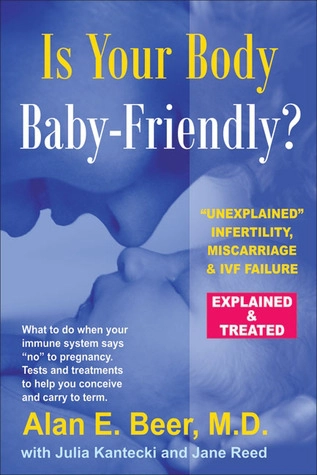 Is Your Body
Baby-Friendly?
"UNEXPLAINED"
INFERTILITY,
MISCARRIAGE
& IVF FAILURE
EXPLAINED
&
TREATED
What to do when your
immune system says
"no" to pregnancy.
Tests and treatments
to help you conceive
and carry to term.
Alan E. Beer, M.D.
with Julia Kantecki and Jane Reed